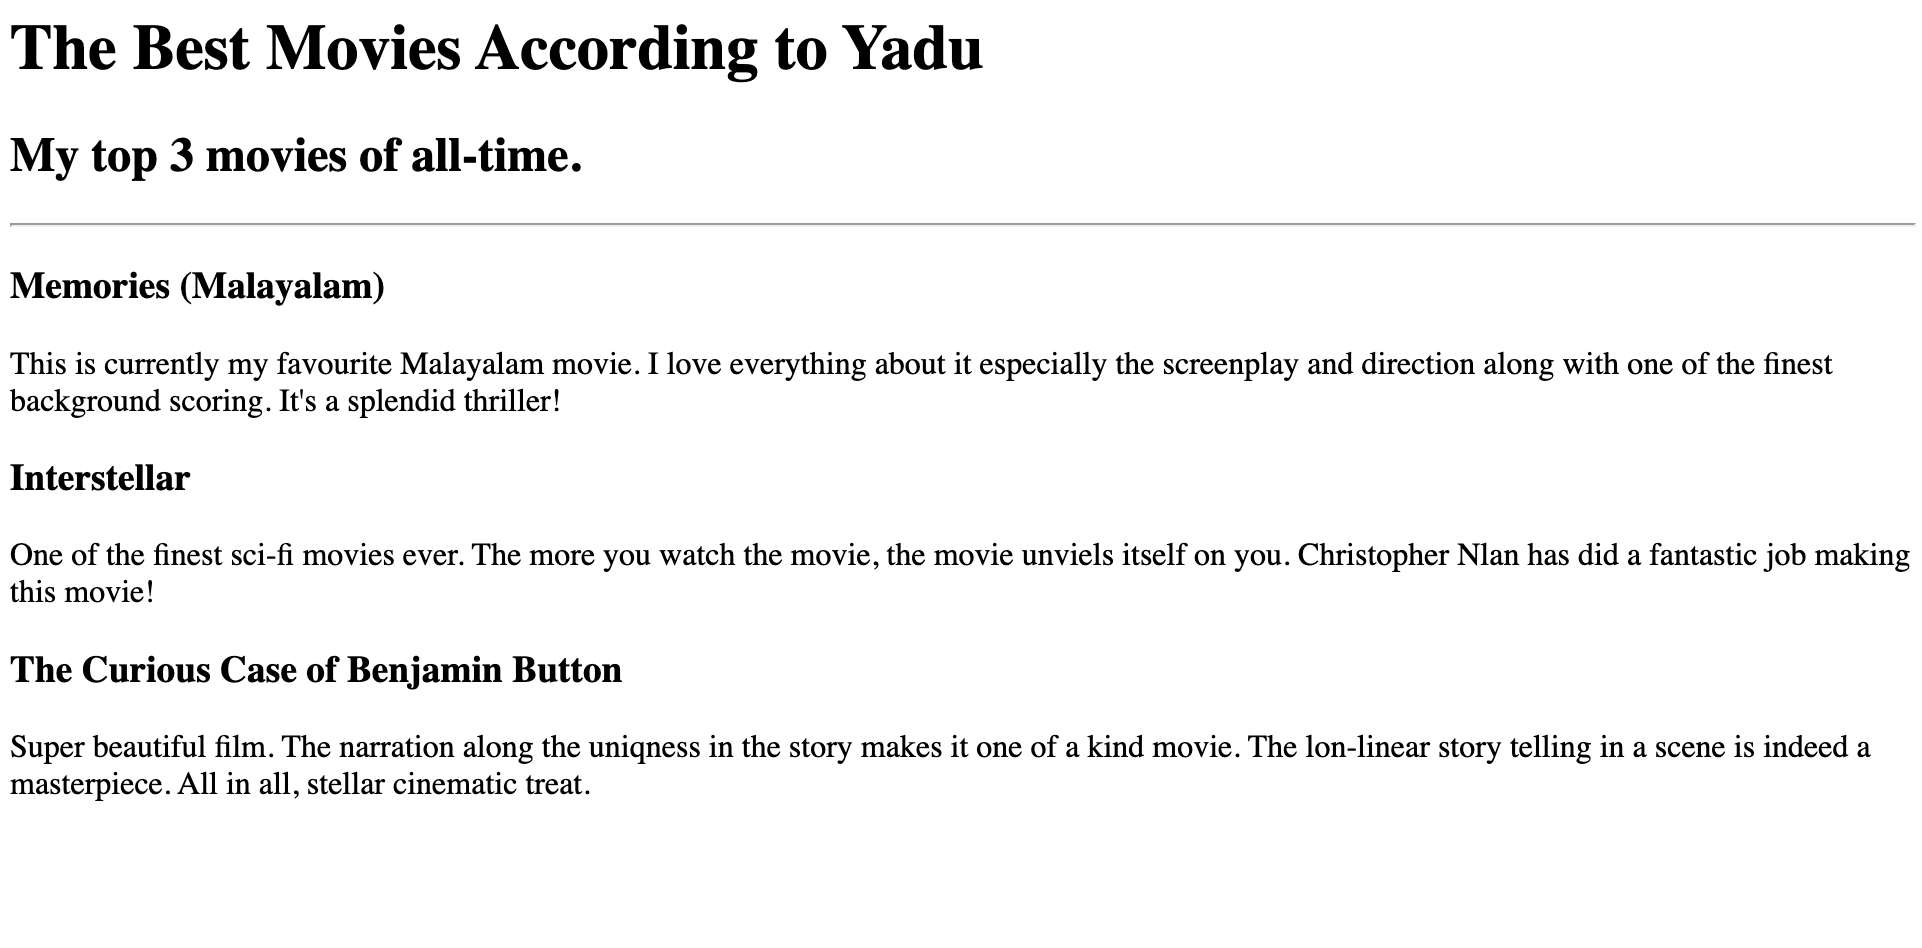 The Best Movies According to Yadu
My top 3 movies of all-time.
Memories (Malayalam)
This is currently my favourite Malayalam movie. I love everything about it especially the screenplay and direction along with one of the finest
background scoring. It's a splendid thriller!
Interstellar
One of the finest sci-fi movies ever. The more you watch the movie, the movie unviels itself on you. Christopher Nlan has did a fantastic job making
this movie!
The Curious Case of Benjamin Button
Super beautiful film. The narration along the uniqness in the story makes it one of a kind movie. The lon-linear story telling in a scene is indeed a
masterpiece. All in all, stellar cinematic treat.